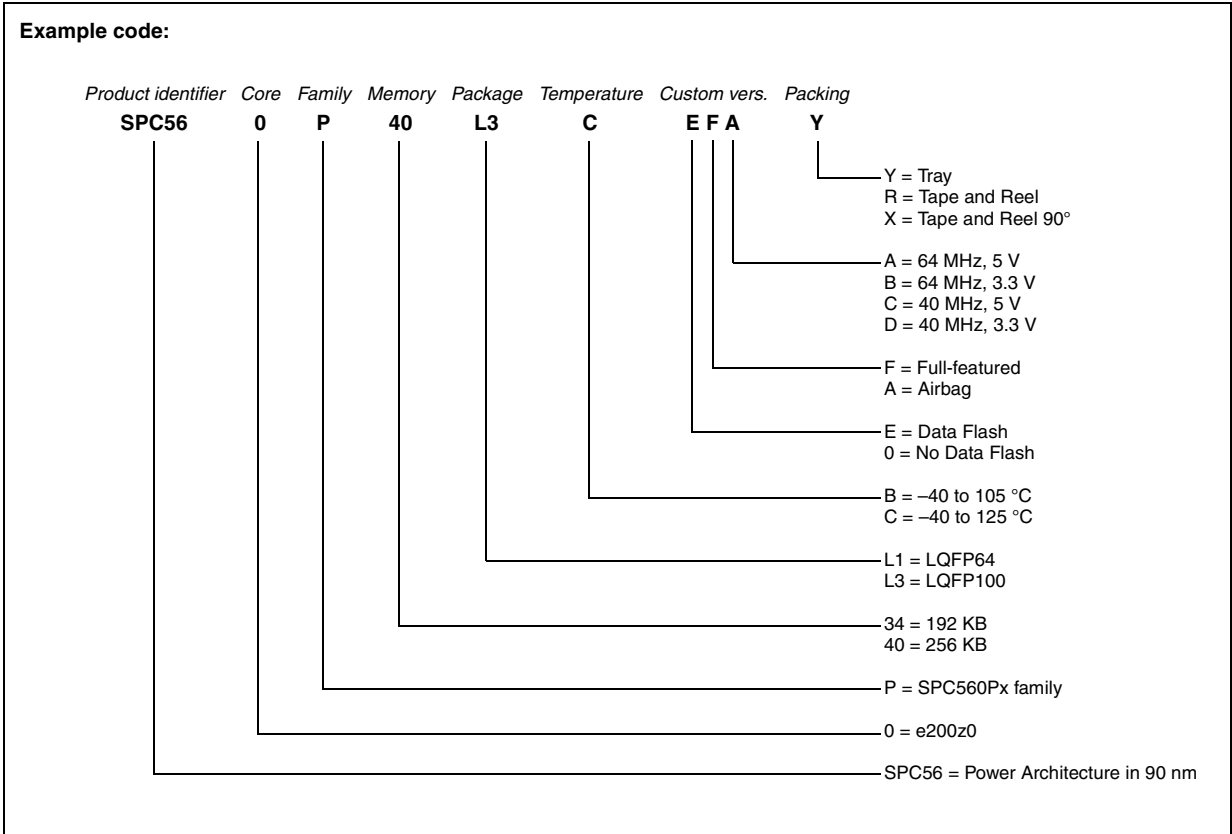 Example code:
Product identifier Core Family Memory Package Temperature Custom vers. Packing
SPC56 0 P 40 L3 C E F A Y
Y = Tray
R = Tape and Reel
X = Tape and Reel 90°
A = 64 MHz, 5 V
B = 64 MHz, 3.3 V
C = 40 MHz, 5 V
D = 40 MHz, 3.3 V
F = Full-featured
A = Airbag
E = Data Flash
0 = No Data Flash
B = –40 to 105 °C
C = –40 to 125 °C
L1 = LQFP64
L3 = LQFP100
34 = 192 KB
40 = 256 KB
P = SPC560Px family
0 = e200z0
SPC56 = Power Architecture in 90 nm